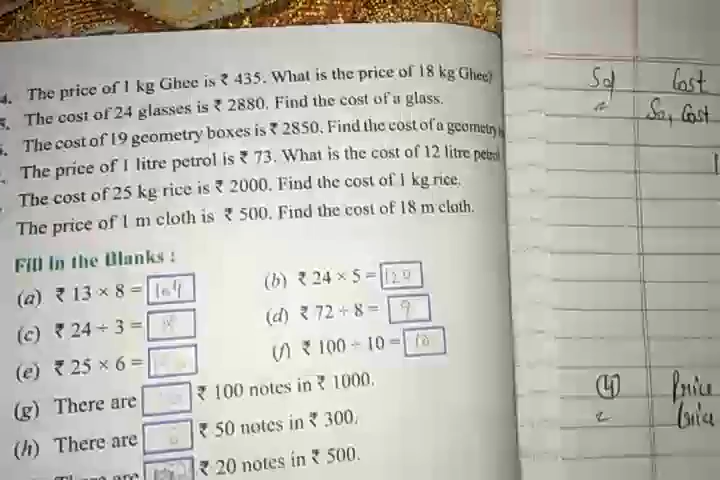 4. The price of 1 kg Ghee is ₹ 435. What is the price of 18 kg Ghee?
5. The cost of 24 glasses is ₹ 2880. Find the cost of a glass.
The cost of 19 geometry boxes is ₹ 2850. Find the cost of a geometry
The price of 1 litre petrol is ₹ 73. What is the cost of 12 litre petrol
The cost of 25 kg rice is ₹ 2000. Find the cost of 1 kg rice.
The price of 1 m cloth is ₹ 500. Find the cost of 18 m cloth.
Fill in the Blanks :
(a) ₹ 13 × 8 = 104
(b) ₹ 24 × 5 = 129
(c) ₹ 24 ÷ 3 =
(d) ₹ 72 ÷ 8 = 9
(e) ₹ 25 × 6 =
(f) ₹ 100 ÷ 10 = 10
(g) There are ₹ 100 notes in ₹ 1000.
(h) There are ₹ 50 notes in ₹ 300.
₹ 20 notes in ₹ 500.
Sol Cost
So, Cost
(4) Price